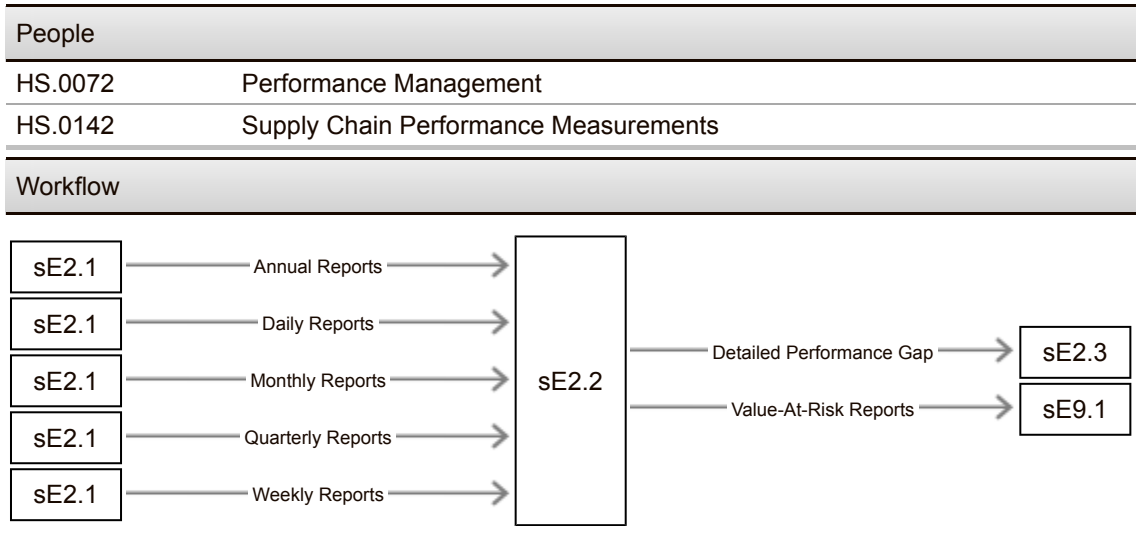 People
HS.0072 Performance Management
HS.0142 Supply Chain Performance Measurements
Workflow
sE2.1 Annual Reports
sE2.1 Daily Reports
sE2.1 Monthly Reports
sE2.1 Quarterly Reports
sE2.1 Weekly Reports
sE2.2
Detailed Performance Gap sE2.3
Value-At-Risk Reports sE9.1